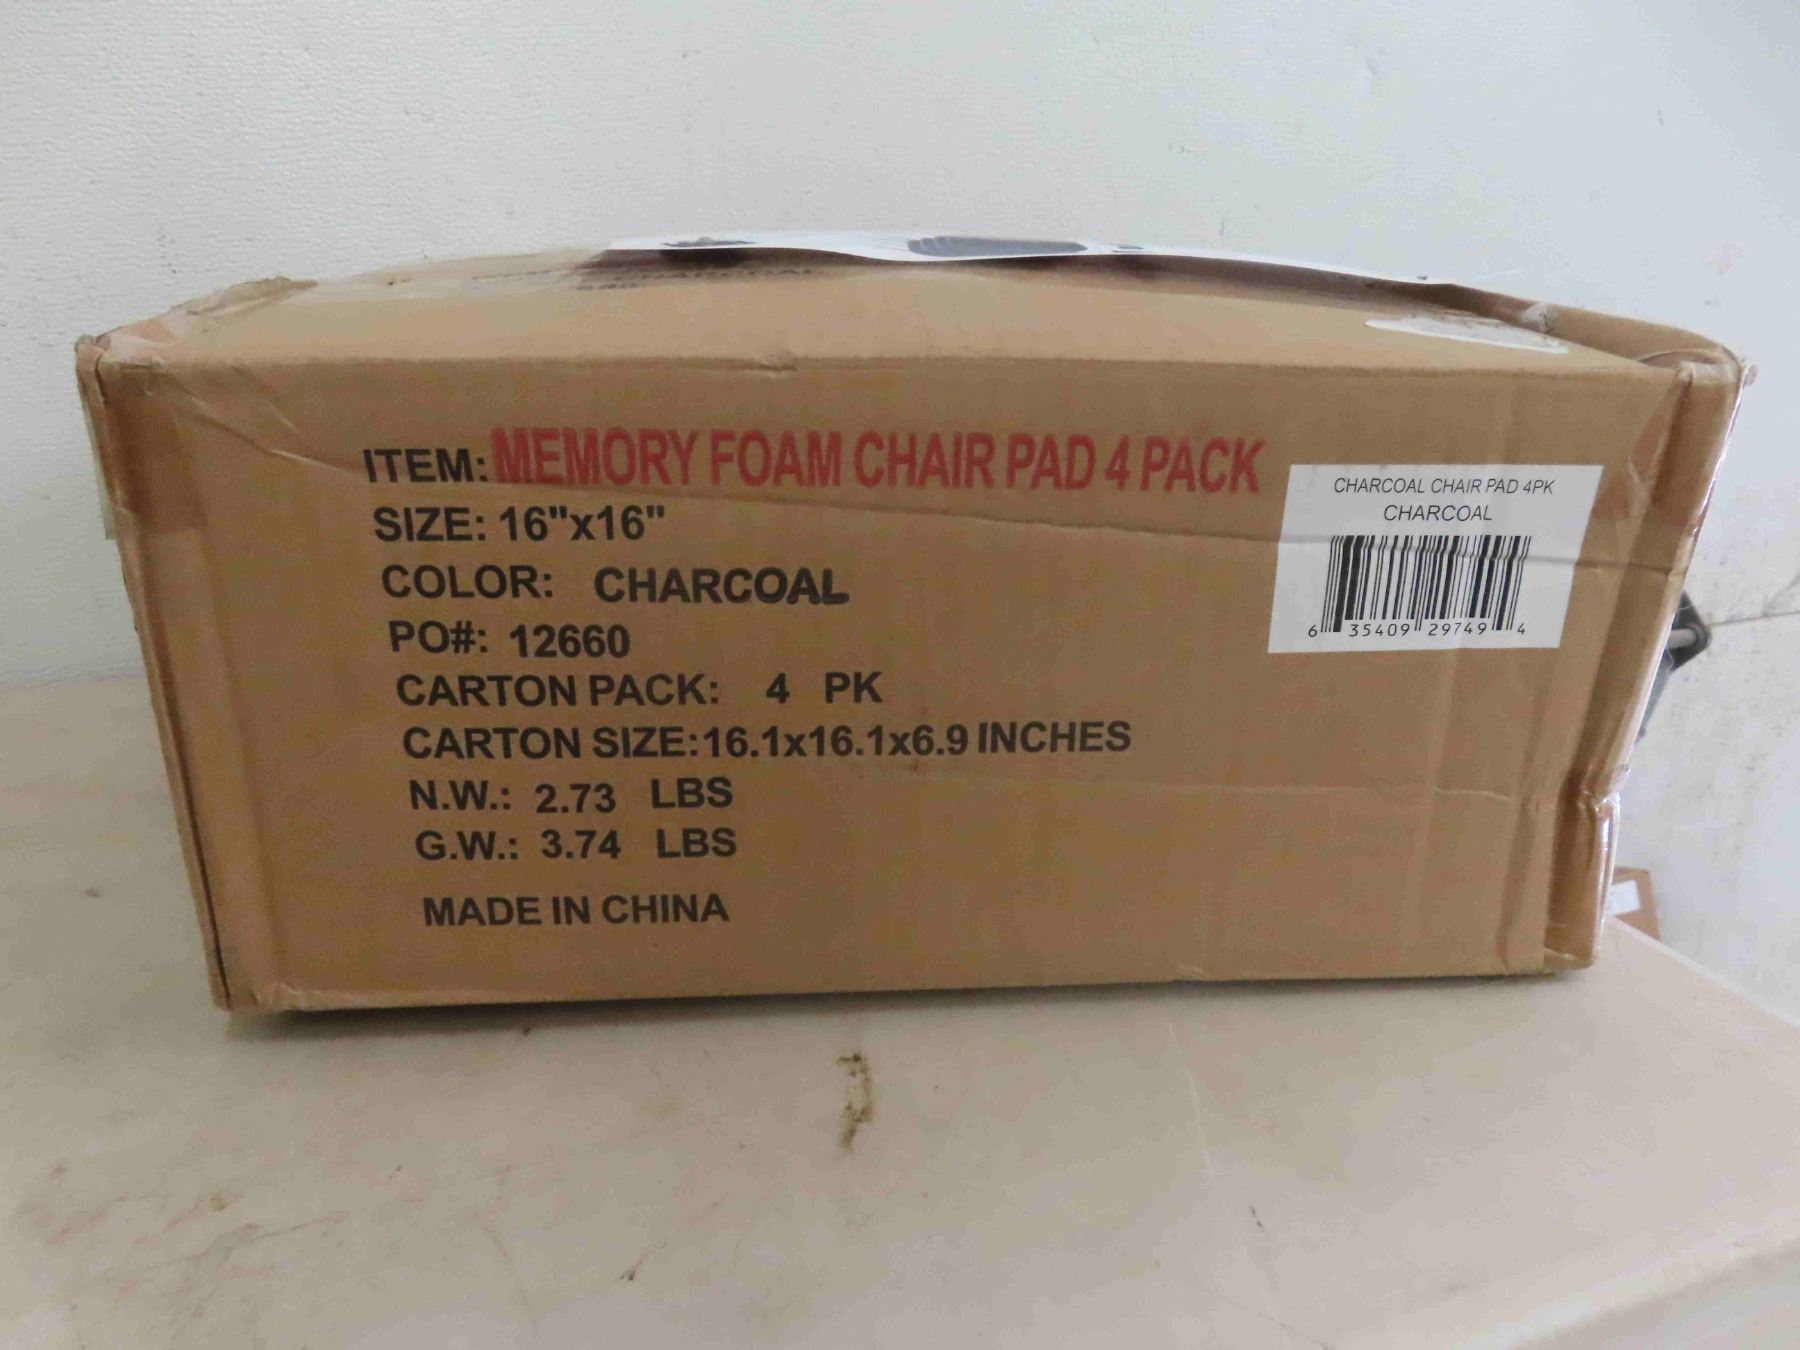 CHARCOAL
ITEM: MEMORY FOAM CHAIR PAD 4 PACK
SIZE: 16"x16"
COLOR: CHARCOAL
PO#: 12660
CARTON PACK: 4 PK
CARTON SIZE:16.1x16.1x6.9 INCHES
N.W.: 2.73 LBS
G.W.: 3.74 LBS
MADE IN CHINA
CHARCOAL CHAIR PAD 4PK
CHARCOAL
6 35409 29749 4